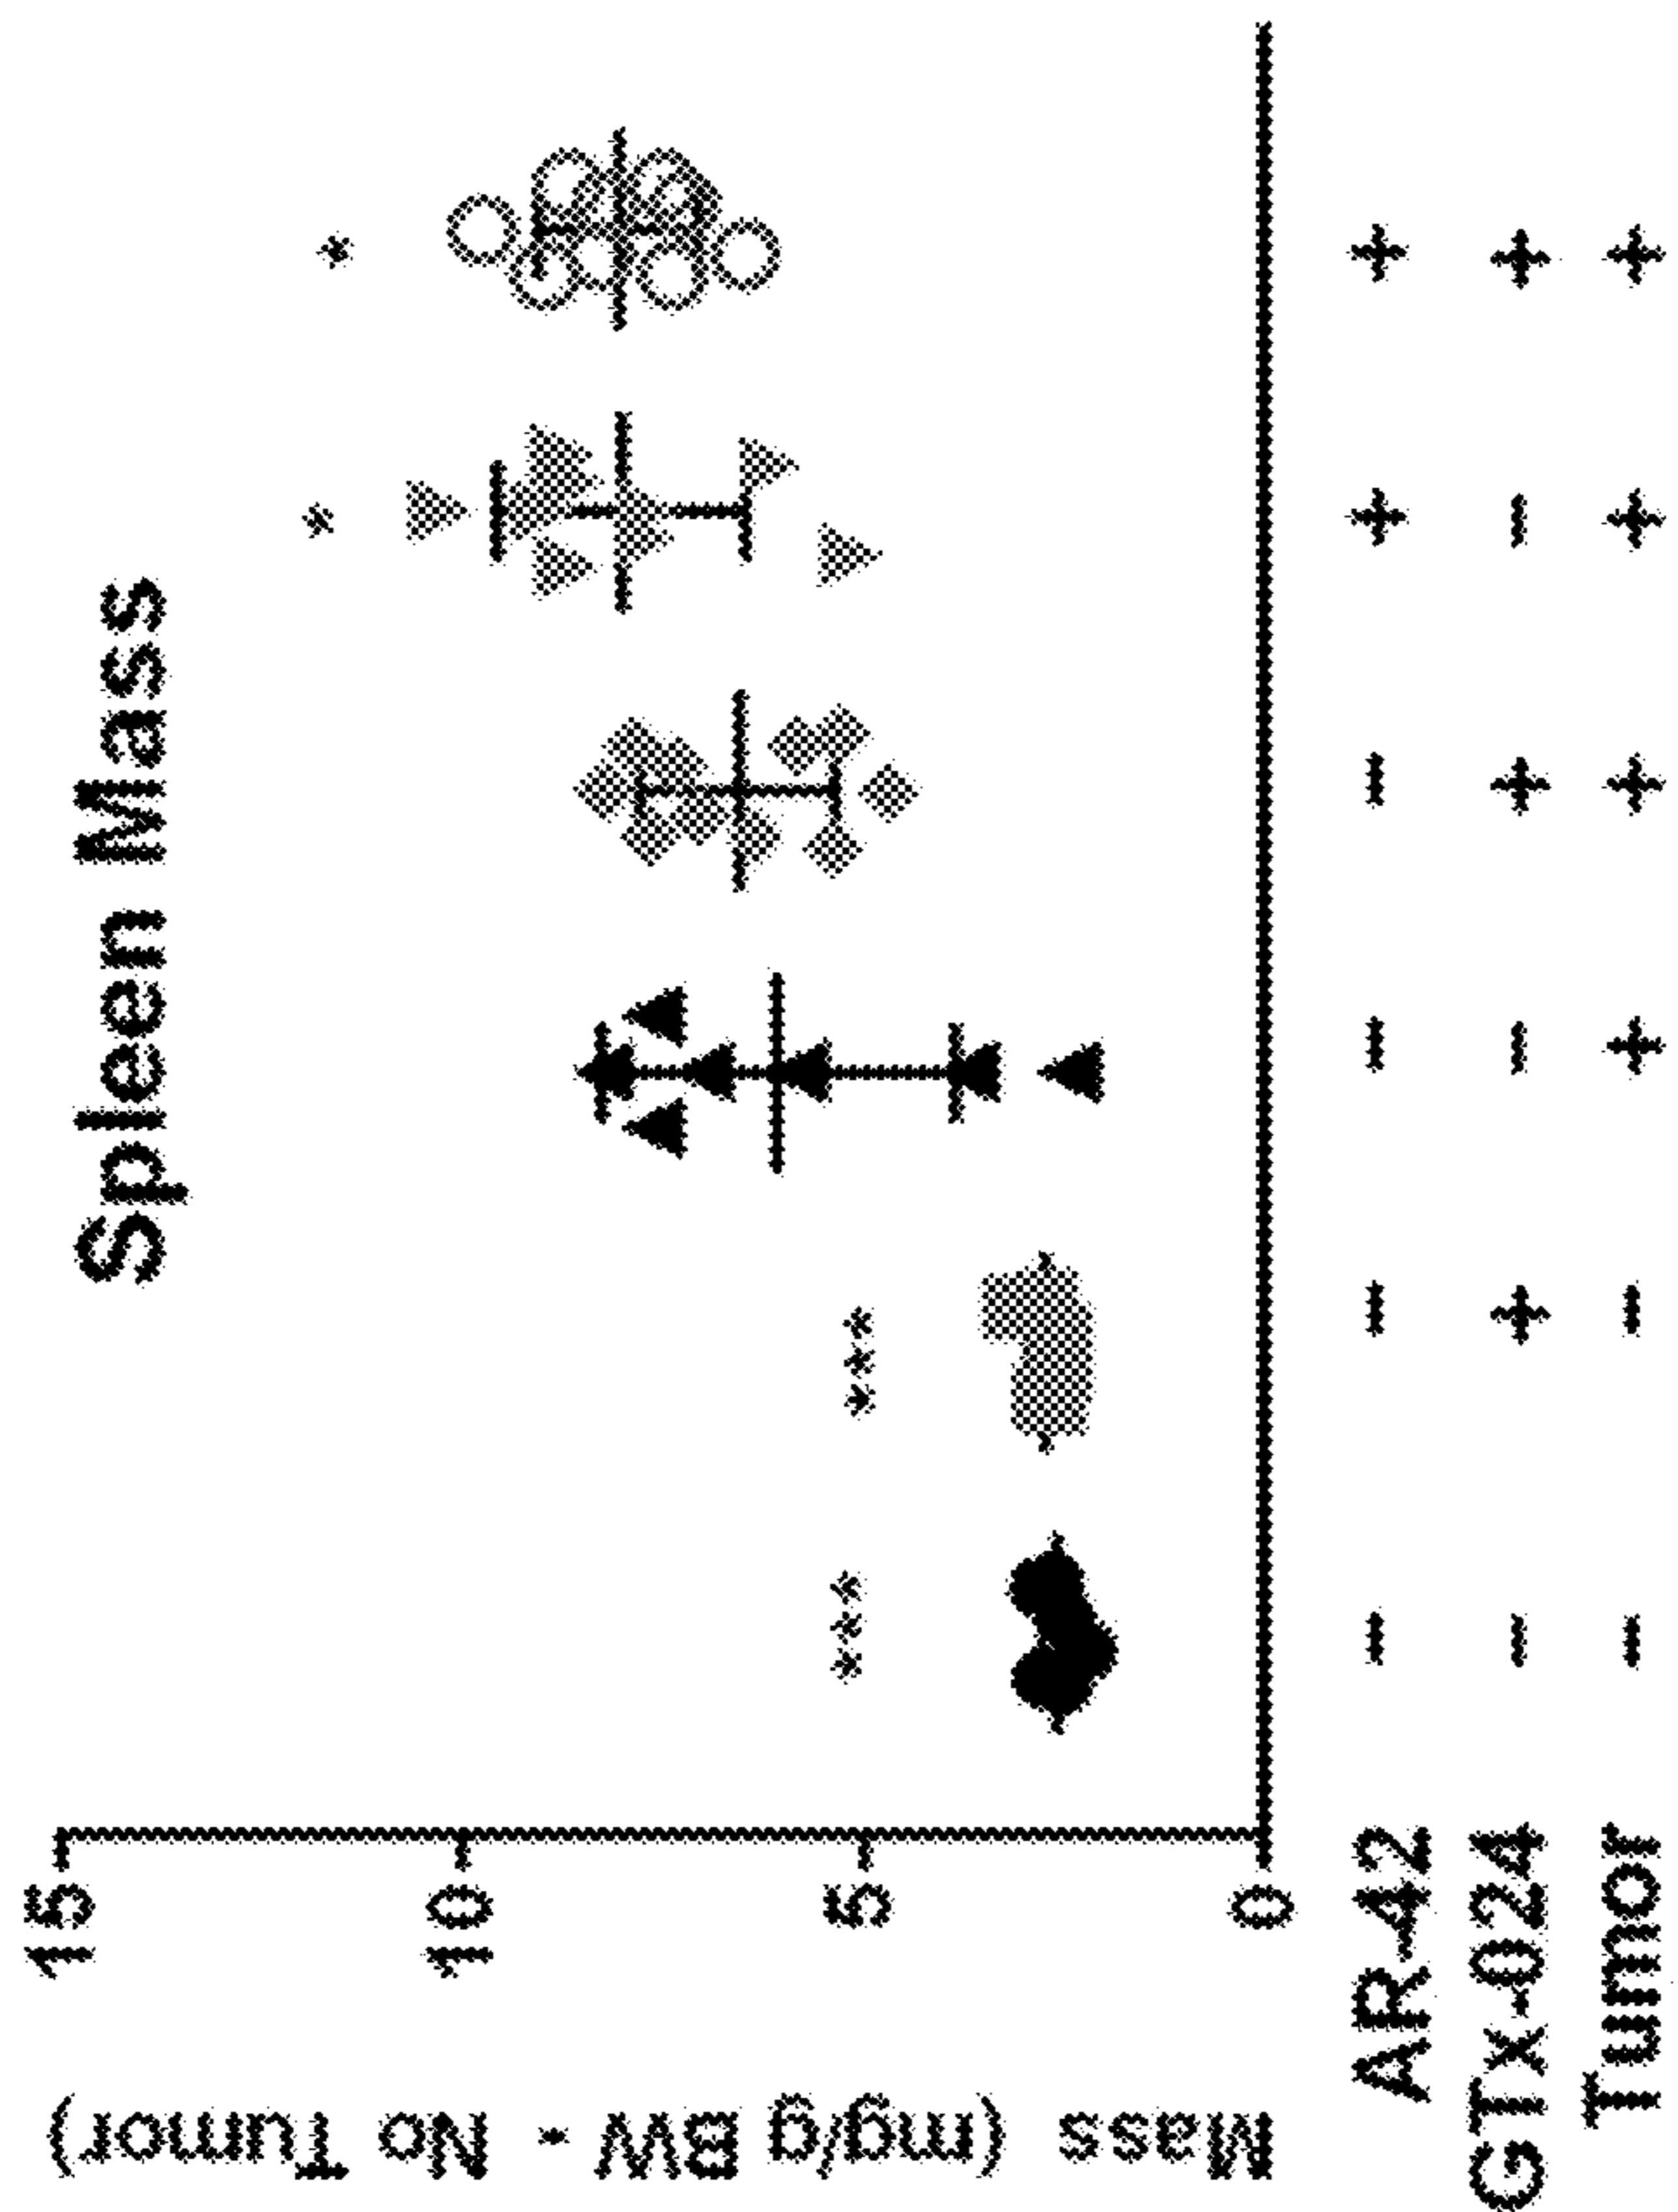 Spleen Mass
Mass (mg/g BW - No Tumor)
15
10
5
0
*** *** * *
AR-42 - - - - + +
GTx-024 - + - + - +
Tumor - - + + + +